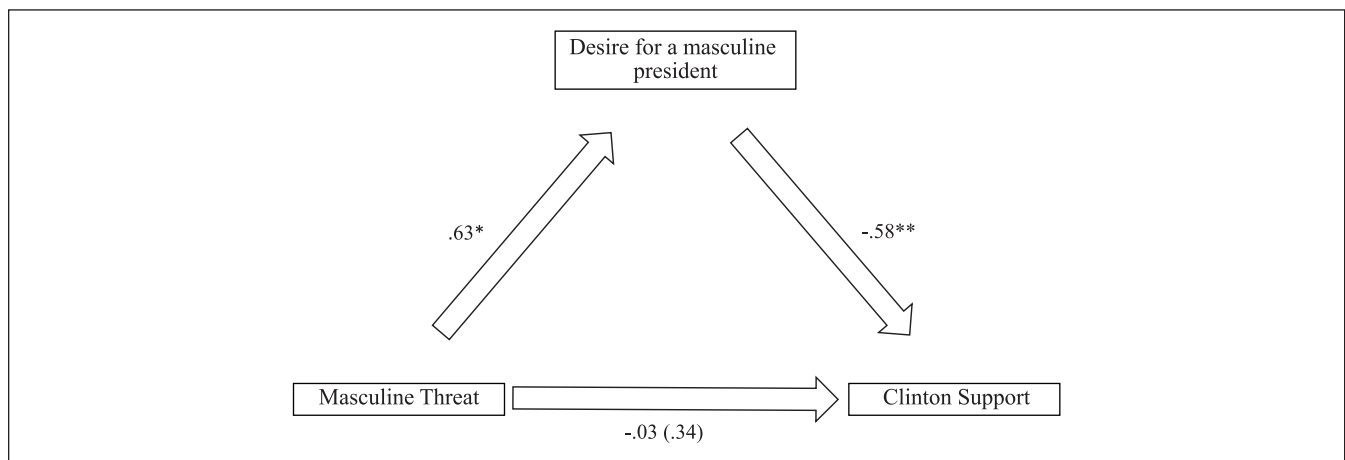 Desire for a masculine
president
.63*
-.58**
Masculine Threat
Clinton Support
-.03 (.34)